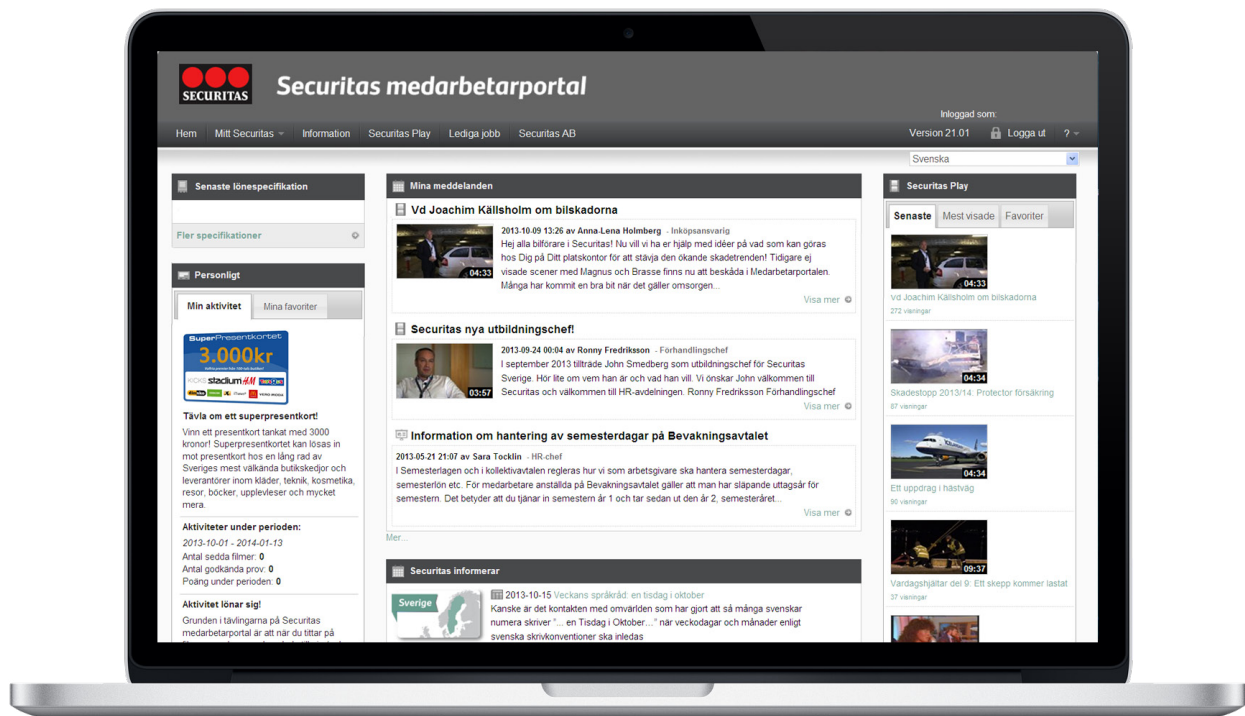 SECURITAS
Securitas medarbetarportal
Inloggad som:
Hem Mitt Securitas Information Securitas Play Lediga jobb Securitas AB Version 21.01 Logga ut ?
Svenska
Senaste lönespecifikation
Fler specifikationer
Personligt
Min aktivitet Mina favoriter
SuperPresentkortet
3.000kr
stadium H&M
Tävla om ett superpresentkort!
Vinn ett presentkort tankat med 3000
kronor! Superpresentkortet kan lösas in
mot presentkort hos en lång rad av
Sveriges mest välkända butikskedjor och
leverantörer inom kläder, teknik, kosmetika,
resor, böcker, upplevleser och mycket
mera.
Aktiviteter under perioden:
2013-10-01 - 2014-01-13
Antal sedda filmer: 0
Antal godkända prov: 0
Poäng under perioden: 0
Aktivitet lönar sig!
Grunden i tävlingarna på Securitas
medarbetarportal är att när du tittar på
Mina meddelanden
Vd Joachim Källsholm om bilskadorna
04:33
2013-10-09 13:26 av Anna-Lena Holmberg - Inköpsansvarig
Hej alla bilförare i Securitas! Nu vill vi ha er hjälp med idéer på vad som kan göras
hos Dig på Ditt platskontor för att stävja den ökande skadetrenden! Tidigare ej
visade scener med Magnus och Brasse finns nu att beskåda i Medarbetarportalen.
Många har kommit en bra bit när det gäller omsorgen...
Visa mer
Securitas nya utbildningschef!
03:57
2013-09-24 00:04 av Ronny Fredriksson - Förhandlingschef
I september 2013 tillträde John Smedberg som utbildningschef för Securitas
Sverige. Hör lite om vem han är och vad han vill. Vi önskar John välkommen till
Securitas och välkommen till HR-avdelningen. Ronny Fredriksson Förhandlingschef
Visa mer
Information om hantering av semesterdagar på Bevakningsavtalet
2013-05-21 21:07 av Sara Tocklin - HR-chef
I Semesterlagen och i kollektivavtalen regleras hur vi som arbetsgivare ska hantera semesterdagar,
semesterlön etc. För medarbetare anställda på Bevakningsavtalet gäller att man har släpande uttagsår för
semestern. Det betyder att du tjänar in semestern år 1 och tar sedan ut den år 2, semesteråret...
Visa mer
Mer...
Securitas informerar
Sverige
2013-10-15 Veckans språkråd: en tisdag i oktober
Kanske är det kontakten med omvärlden som har gjort att så många svenskar
numera skriver "... en Tisdag i Oktober..." när veckodagar och månader enligt
svenska skrivkonventioner ska inledas
Securitas Play
Senaste Mest visade Favoriter
04:33
Vd Joachim Källsholm om bilskadorna
272 visningar
04:34
Skadestopp 2013/14: Protector försäkring
87 visningar
04:34
Ett uppdrag i hästväg
90 visningar
09:37
Vardagshjältar del 9: Ett skepp kommer lastat
37 visningar